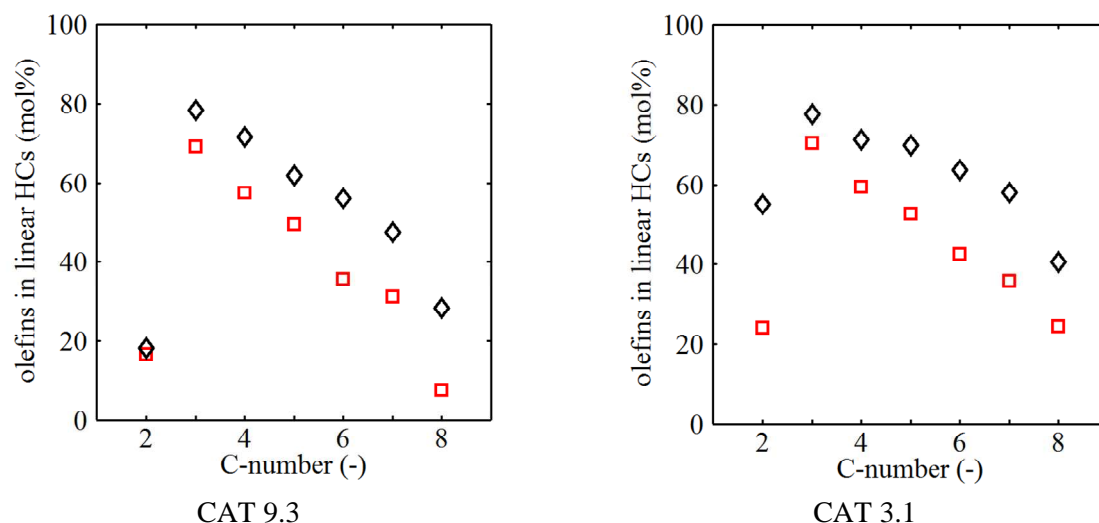 olefins in linear HCs (mol%)
100
80
60
40
20
0
2 4 6 8
C-number (-)
CAT 9.3
olefins in linear HCs (mol%)
100
80
60
40
20
0
2 4 6 8
C-number (-)
CAT 3.1